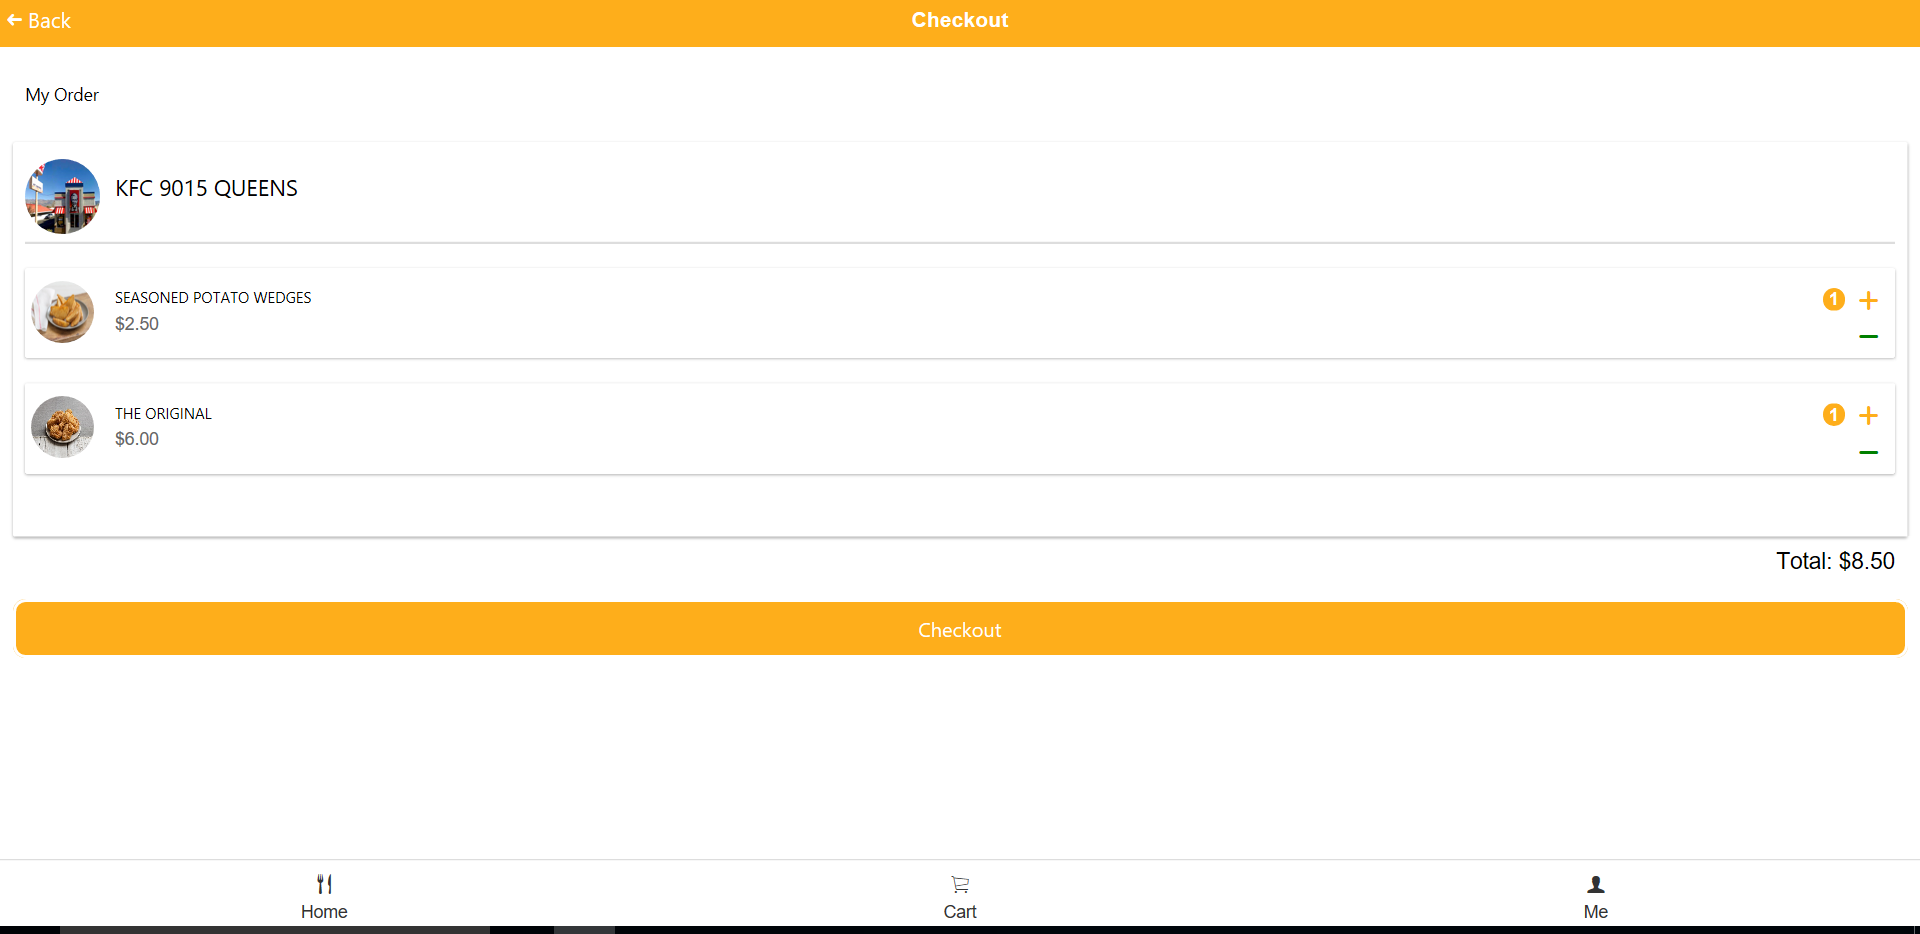 Back
Checkout
My Order
KFC 9015 QUEENS
SEASONED POTATO WEDGES
$2.50
1
THE ORIGINAL
$6.00
1
Total: $8.50
Checkout
Home
Cart
Me